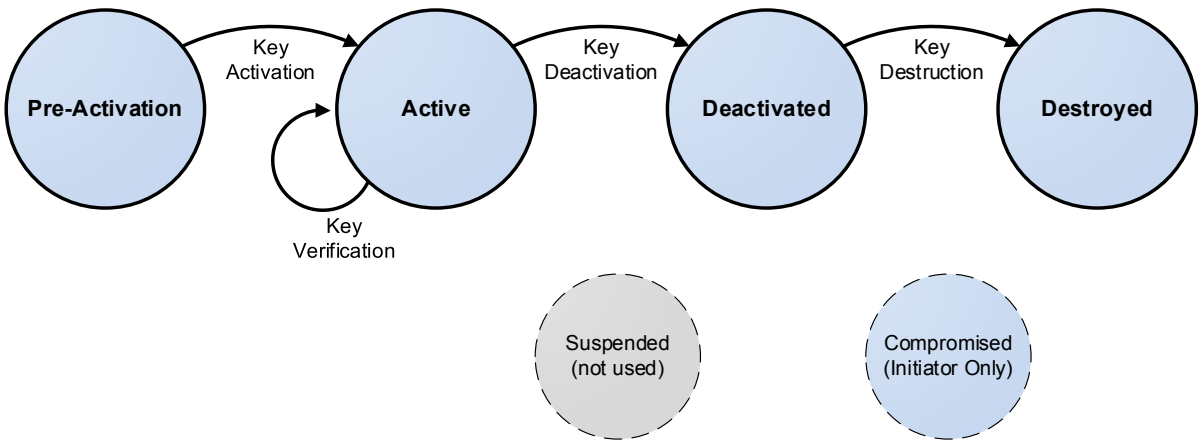 Key
Activation
Key
Deactivation
Key
Destruction
Pre-Activation
Active
Deactivated
Destroyed
Key
Verification
Suspended
(not used)
Compromised
(Initiator Only)